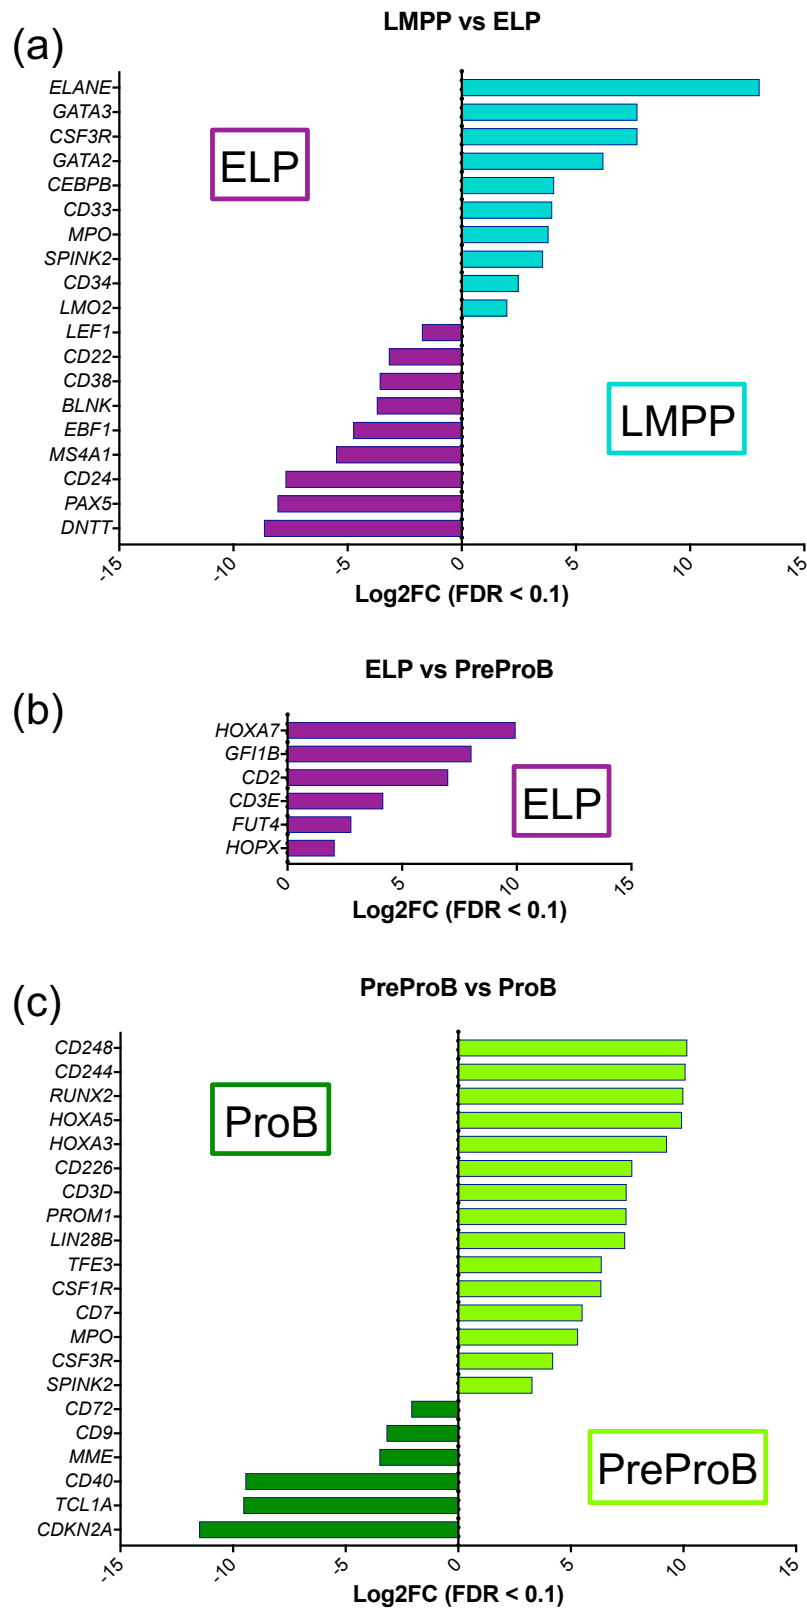 LMPP vs ELP
(a)
ELANE
GATA3
CSF3R
GATA2
CEBPB
CD33
MPO
SPINK2
CD34
LMO2
LEF1
CD22
CD38
BLNK
EBF1
MS4A1
CD24
PAX5
DNTT
ELP
LMPP
-15 -10 -5 0 5 10 15
Log2FC (FDR < 0.1)
ELP vs PreProB
(b)
HOXA7
GFI1B
CD2
CD3E
FUT4
HOPX
ELP
0 5 10 15
Log2FC (FDR < 0.1)
PreProB vs ProB
(c)
CD248
CD244
RUNX2
HOXA5
HOXA3
CD226
CD3D
PROM1
LIN28B
TFE3
CSF1R
CD7
MPO
CSF3R
SPINK2
CD72
CD9
MME
CD40
TCL1A
CDKN2A
ProB
PreProB
-15 -10 -5 0 5 10 15
Log2FC (FDR < 0.1)